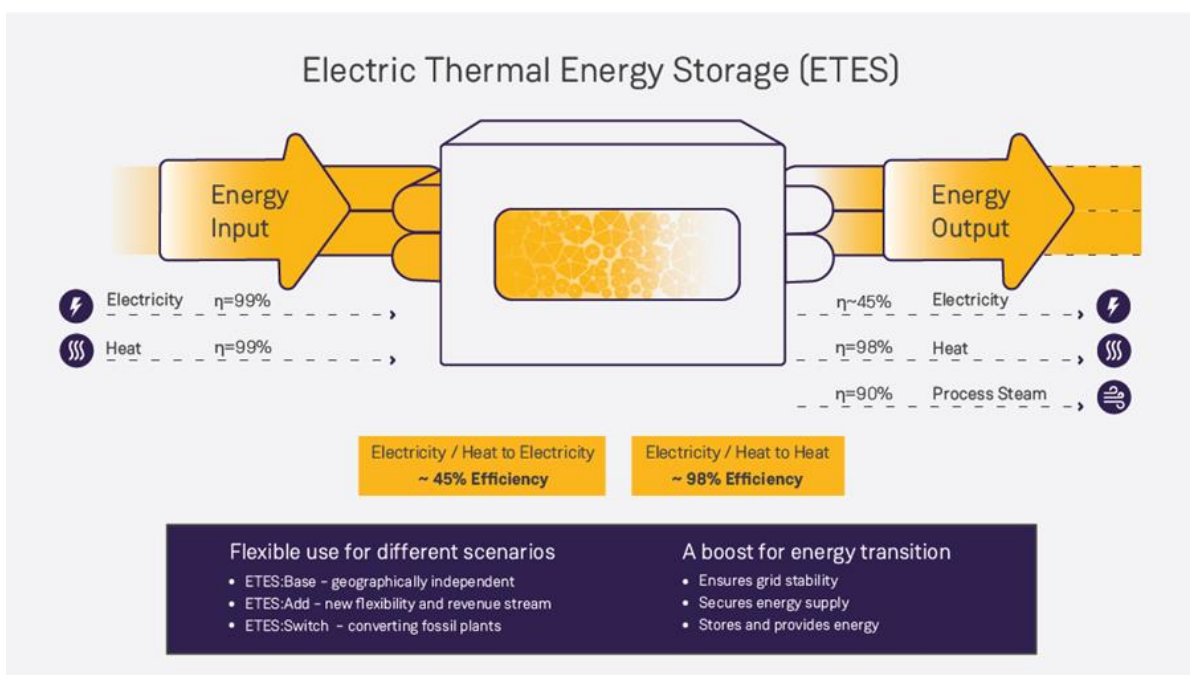 Electric Thermal Energy Storage (ETES)
Energy
Input
Energy
Output
Electricity η=99%
Heat η=99%
η~45% Electricity
η=98% Heat
η=90% Process Steam
Electricity / Heat to Electricity
~ 45% Efficiency
Electricity / Heat to Heat
~ 98% Efficiency
Flexible use for different scenarios
• ETES:Base – geographically independent
• ETES:Add – new flexibility and revenue stream
• ETES:Switch – converting fossil plants
A boost for energy transition
• Ensures grid stability
• Secures energy supply
• Stores and provides energy